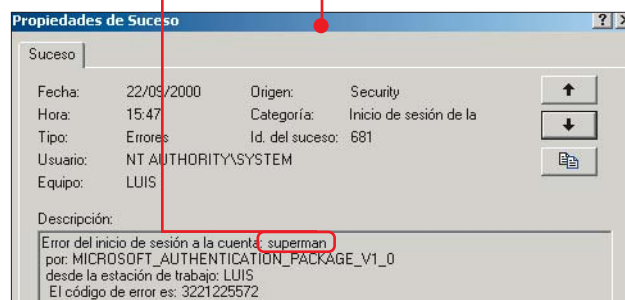 Propiedades de Suceso
Suceso
Fecha: 22/09/2000 Origen: Security
Hora: 15:47 Categoría: Inicio de sesión de la
Tipo: Errores Id. del suceso: 681
Usuario: NT AUTHORITY\SYSTEM
Equipo: LUIS
Descripción:
Error del inicio de sesión a la cuenta: superman
por: MICROSOFT_AUTHENTICATION_PACKAGE_V1_0
desde la estación de trabajo: LUIS
El código de error es: 3221225572